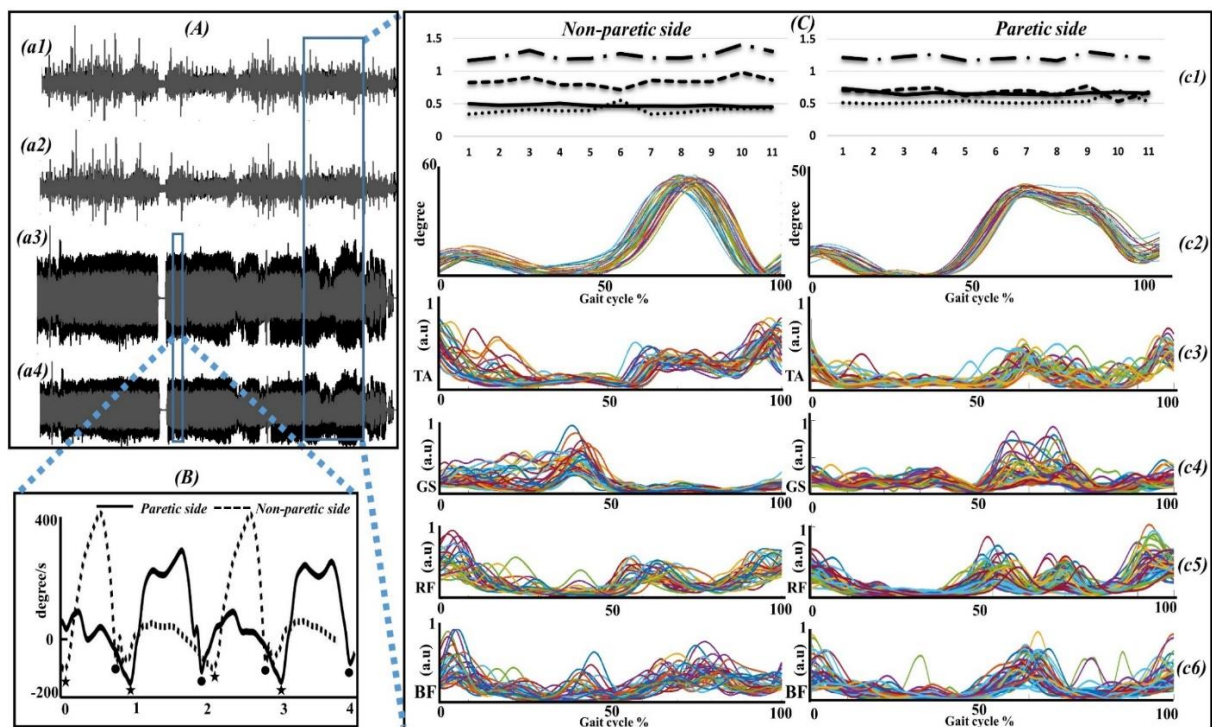 (A)
(a1)
(a2)
(a3)
(a4)
(B)
Paretic side Non-paretic side
400
degree/s
0
-200
0 1 2 3 4
(C)
Non-paretic side Paretic side
1.5 1.5
1 1
(c1)
0.5 0.5
0 0
1 2 3 4 5 6 7 8 9 10 11 1 2 3 4 5 6 7 8 9 10 11
60 50
degree degree
(c2)
0 50 100 0 50 100
Gait cycle % Gait cycle %
1 1
(a.u) (a.u)
(c3)
TA TA
0 50 100 0 50 100
1 1
(a.u) (a.u)
(c4)
GS GS
0 50 100 0 50 100
1 1
(a.u) (a.u)
(c5)
RF RF
0 50 100 0 50 100
1 1
(a.u) (a.u)
(c6)
BF BF
0 50 100 0 50 100
Gait cycle % Gait cycle %